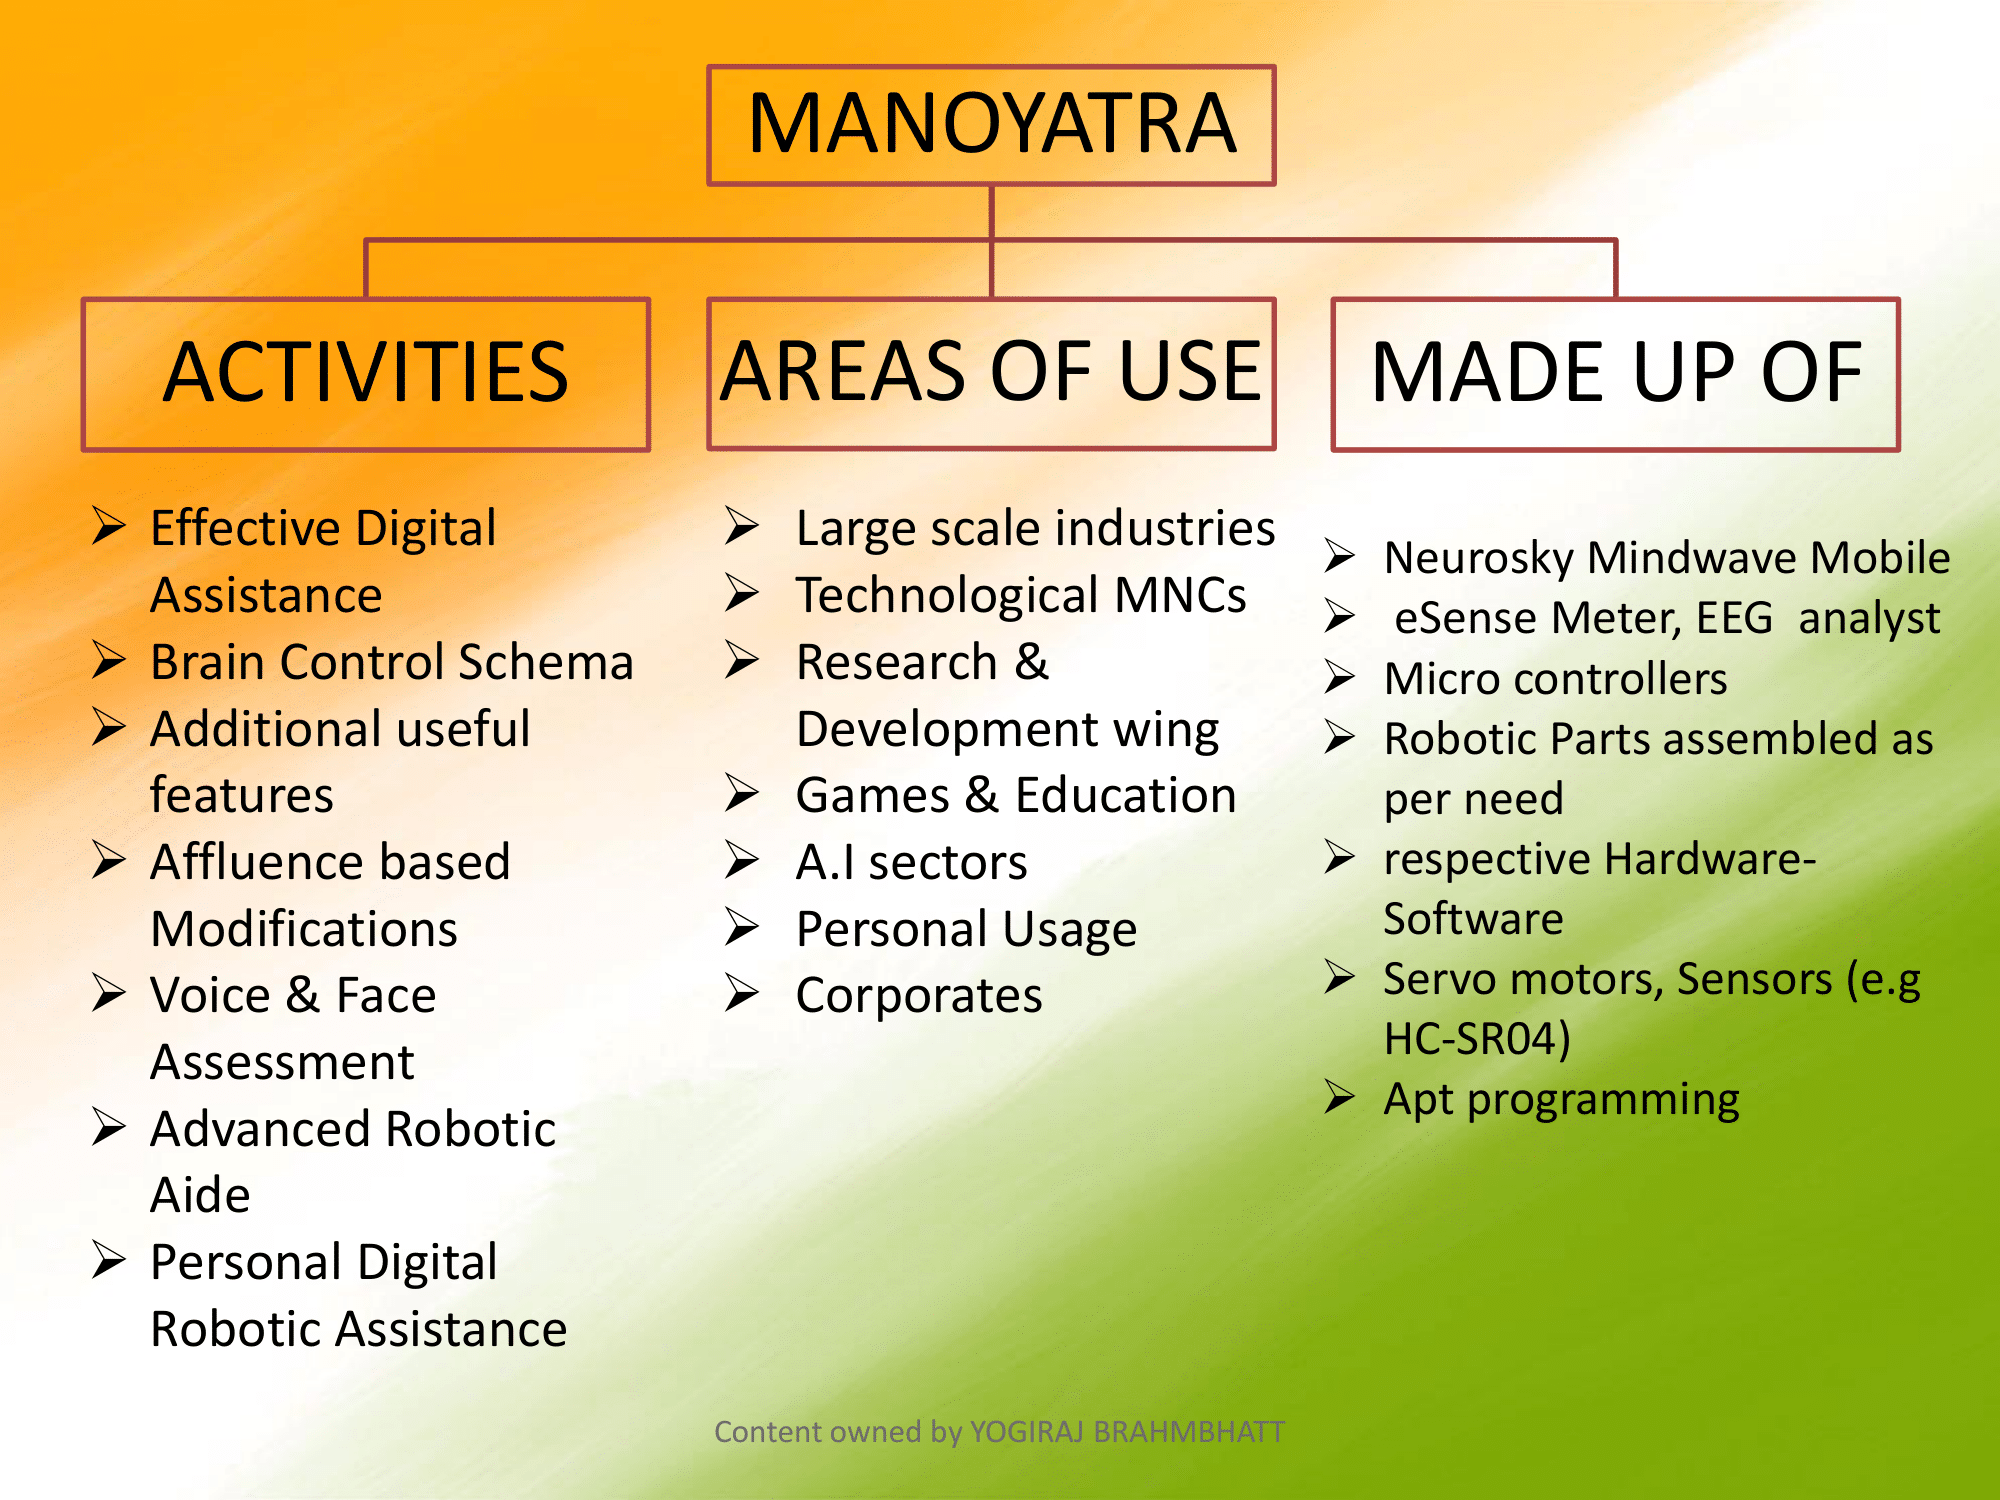 MANOYATRA
ACTIVITIES
Effective Digital
Assistance
Brain Control Schema
Additional useful
features
Affluence based
Modifications
Voice & Face
Assessment
Advanced Robotic
Aide
Personal Digital
Robotic Assistance
AREAS OF USE
Large scale industries
Technological MNCs
Research &
Development wing
Games & Education
A.I sectors
Personal Usage
Corporates
MADE UP OF
Neurosky Mindwave Mobile
eSense Meter, EEG  analyst
Micro controllers
Robotic Parts assembled as
per need
respective Hardware-
Software
Servo motors, Sensors (e.g
HC-SR04)
Apt programming
Content owned by YOGIRAJ BRAHMBHATT